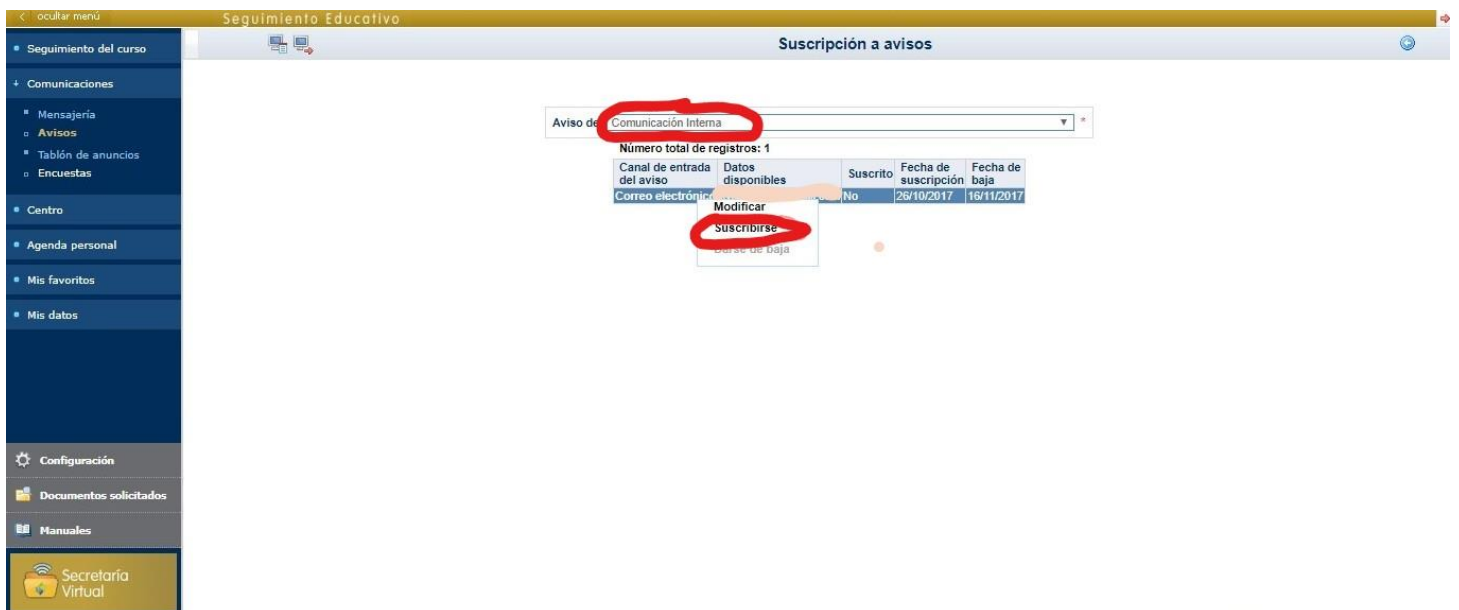 ocultar menú
Seguimiento Educativo
Suscripción a avisos
Seguimiento del curso
Comunicaciones
Mensajería
Avisos
Tablón de anuncios
Encuestas
Centro
Agenda personal
Mis favoritos
Mis datos
Configuración
Documentos solicitados
Manuales
Secretaría
Virtual
Aviso de Comunicación Interna *
Número total de registros: 1
Canal de entrada del aviso Datos disponibles Suscrito Fecha de suscripción Fecha de baja
Correo electrónico No 26/10/2017 16/11/2017
Modificar
Suscribirse
Darse de baja